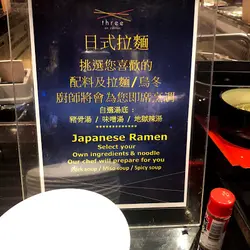 three
日式拉麵
挑選您喜歡的
配料及拉麵/烏冬
廚師將會為您即席烹調
自選湯底：
豬骨湯 / 味噌湯 / 地獄辣湯
Japanese Ramen
Select your
Own ingredients & noodle
Our chef will prepare for you
Pork soup / Miso soup / Spicy soup